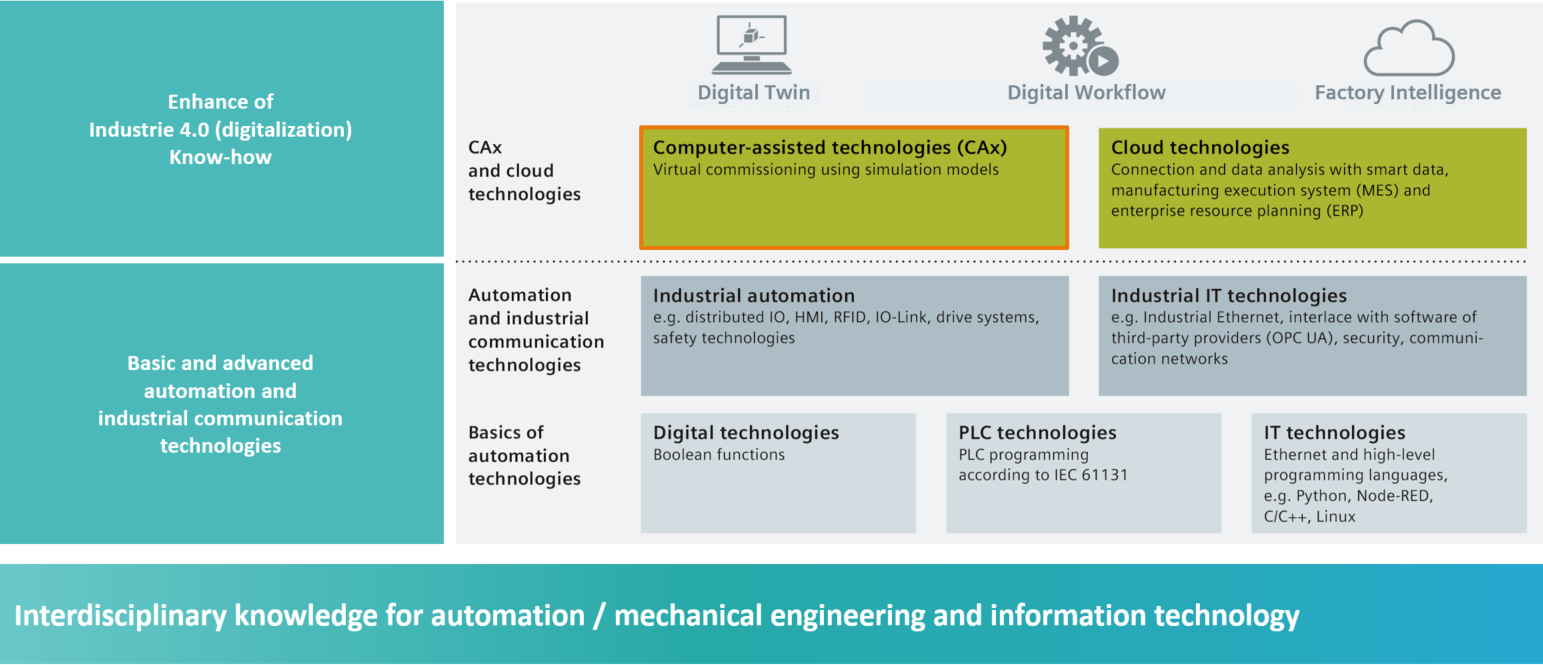 Enhance of
Industrie 4.0 (digitalization)
Know-how
Digital Twin
Digital Workflow
Factory Intelligence
CAx
and cloud
technologies
Computer-assisted technologies (CAx)
Virtual commissioning using simulation models
Cloud technologies
Connection and data analysis with smart data,
manufacturing execution system (MES) and
enterprise resource planning (ERP)
Basic and advanced
automation and
industrial communication
technologies
Automation
and industrial
communication
technologies
Industrial automation
e.g. distributed IO, HMI, RFID, IO-Link, drive systems,
safety technologies
Industrial IT technologies
e.g. Industrial Ethernet, interlace with software of
third-party providers (OPC UA), security, communi-
cation networks
Basics of
automation
technologies
Digital technologies
Boolean functions
PLC technologies
PLC programming
according to IEC 61131
IT technologies
Ethernet and high-level
programming languages,
e.g. Python, Node-RED,
C/C++, Linux
Interdisciplinary knowledge for automation / mechanical engineering and information technology